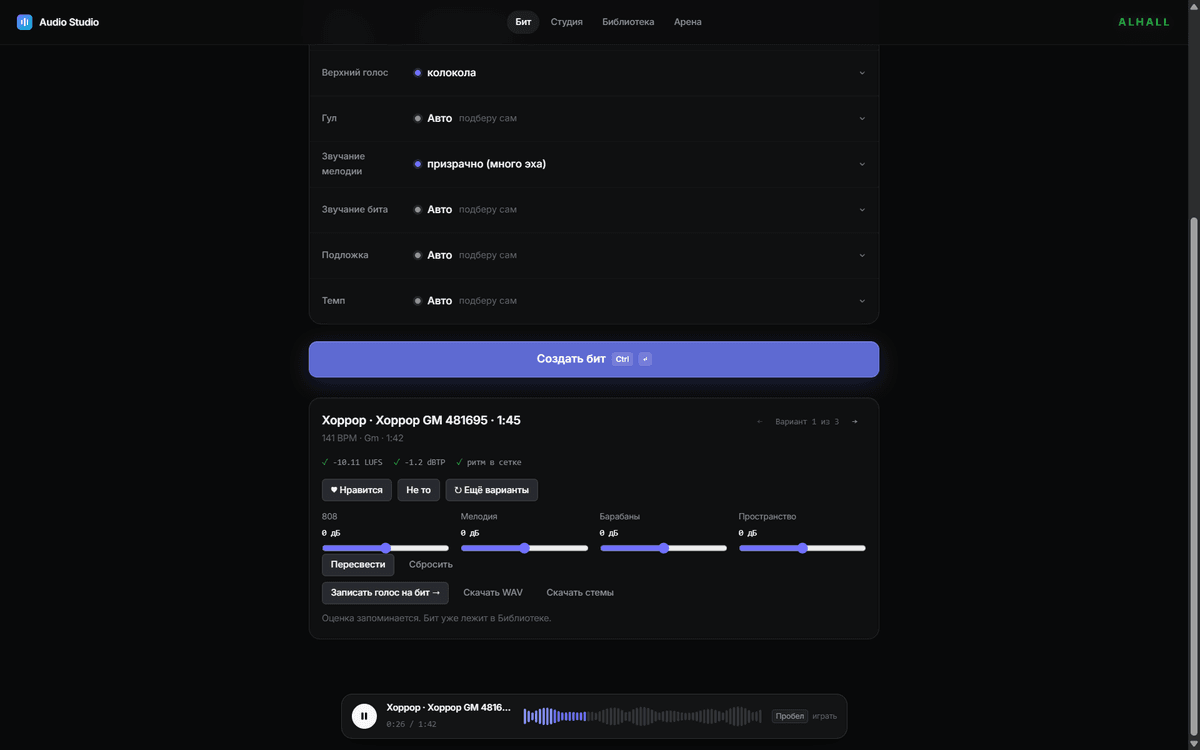 Audio Studio
Бит Студия Библиотека Арена
ALHALL
Верхний голос колокола
Гул Авто подберу сам
Звучание мелодии призрачно (много эха)
Звучание бита Авто подберу сам
Подложка Авто подберу сам
Темп Авто подберу сам
Создать бит Ctrl ↵
Хоррор · Хоррор GM 481695 · 1:45
← Вариант 1 из 3 →
141 BPM · Gm · 1:42
✓ -10.11 LUFS ✓ -1.2 dBTP ✓ ритм в сетке
♥ Нравится Не то ↻ Ещё варианты
808 Мелодия Барабаны Пространство
0 дБ 0 дБ 0 дБ 0 дБ
Пересвести Сбросить
Записать голос на бит → Скачать WAV Скачать стемы
Оценка запоминается. Бит уже лежит в Библиотеке.
Хоррор · Хоррор GM 4816...
0:26 / 1:42
Пробел играть